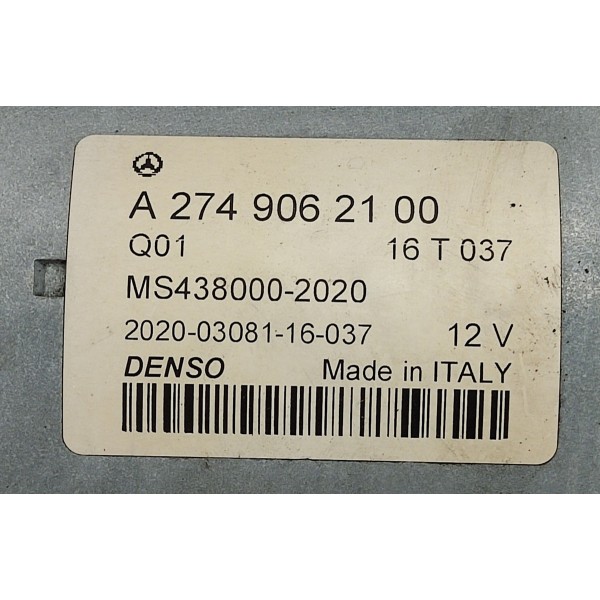 A 274 906 21 00
Q01 16 T 037
MS438000-2020
2020-03081-16-037 12 V
DENSO Made in ITALY